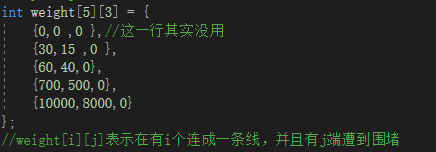 int weight[5][3] = {
{0,0 ,0 },//这一行其实没用
{30,15 ,0 },
{60,40,0},
{700,500,0},
{10000,8000,0}
};
//weight[i][j]表示在有i个连成一条线，并且有j端遭到围堵